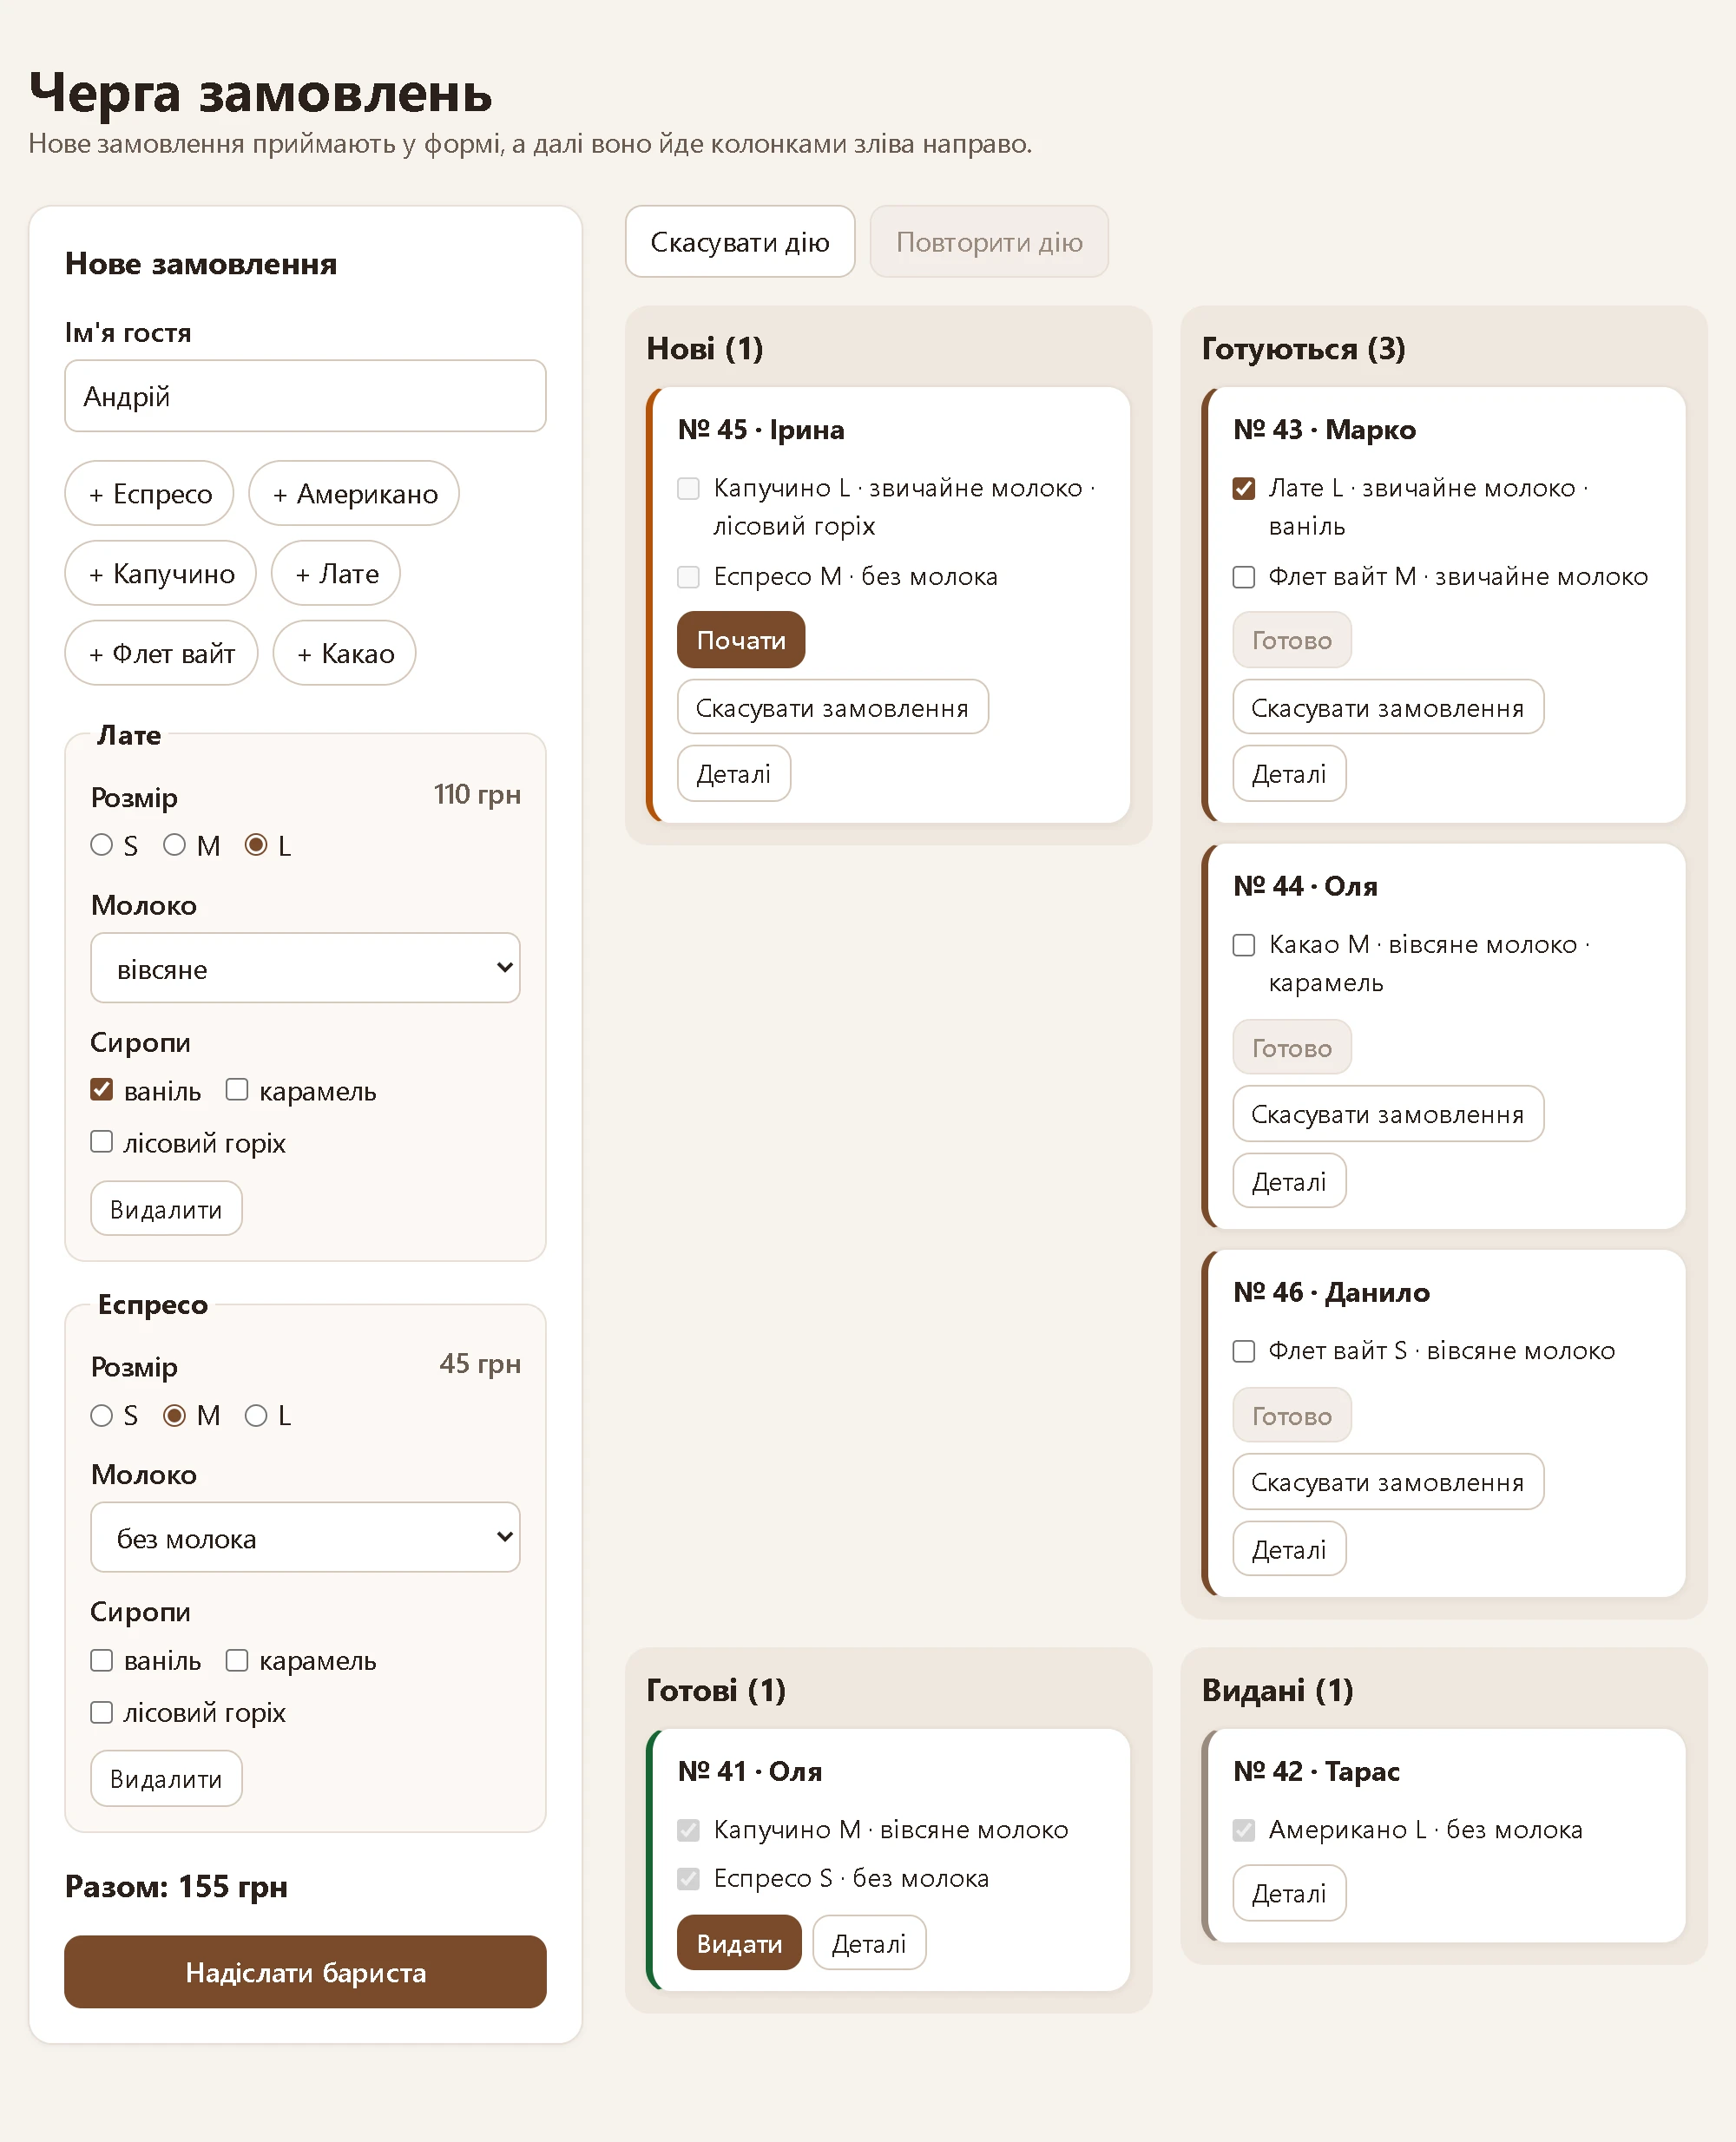 Черга замовлень
Нове замовлення приймають у формі, а далі воно йде колонками зліва направо.
Нове замовлення
Ім'я гостя
Андрій
+ Еспресо
+ Американо
+ Капучино
+ Лате
+ Флет вайт
+ Какао
Лате
Розмір
110 грн
S
M
L
Молоко
вівсяне
Сиропи
ваніль
карамель
лісовий горіх
Видалити
Еспресо
Розмір
45 грн
S
M
L
Молоко
без молока
Сиропи
ваніль
карамель
лісовий горіх
Видалити
Разом: 155 грн
Надіслати бариста
Скасувати дію
Повторити дію
Нові (1)
№ 45 · Ірина
Капучино L · звичайне молоко ·
лісовий горіх
Еспресо M · без молока
Почати
Скасувати замовлення
Деталі
Готуються (3)
№ 43 · Марко
Лате L · звичайне молоко ·
ваніль
Флет вайт M · звичайне молоко
Готово
Скасувати замовлення
Деталі
№ 44 · Оля
Какао M · вівсяне молоко ·
карамель
Готово
Скасувати замовлення
Деталі
№ 46 · Данило
Флет вайт S · вівсяне молоко
Готово
Скасувати замовлення
Деталі
Готові (1)
№ 41 · Оля
Капучино M · вівсяне молоко
Еспресо S · без молока
Видати
Деталі
Видані (1)
№ 42 · Тарас
Американо L · без молока
Деталі